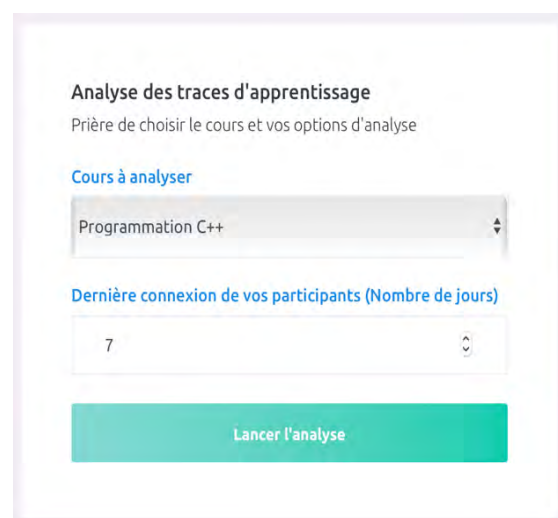 Analyse des traces d'apprentissage
Prière de choisir le cours et vos options d'analyse
Cours à analyser
Programmation C++
Dernière connexion de vos participants (Nombre de jours)
7
Lancer l'analyse